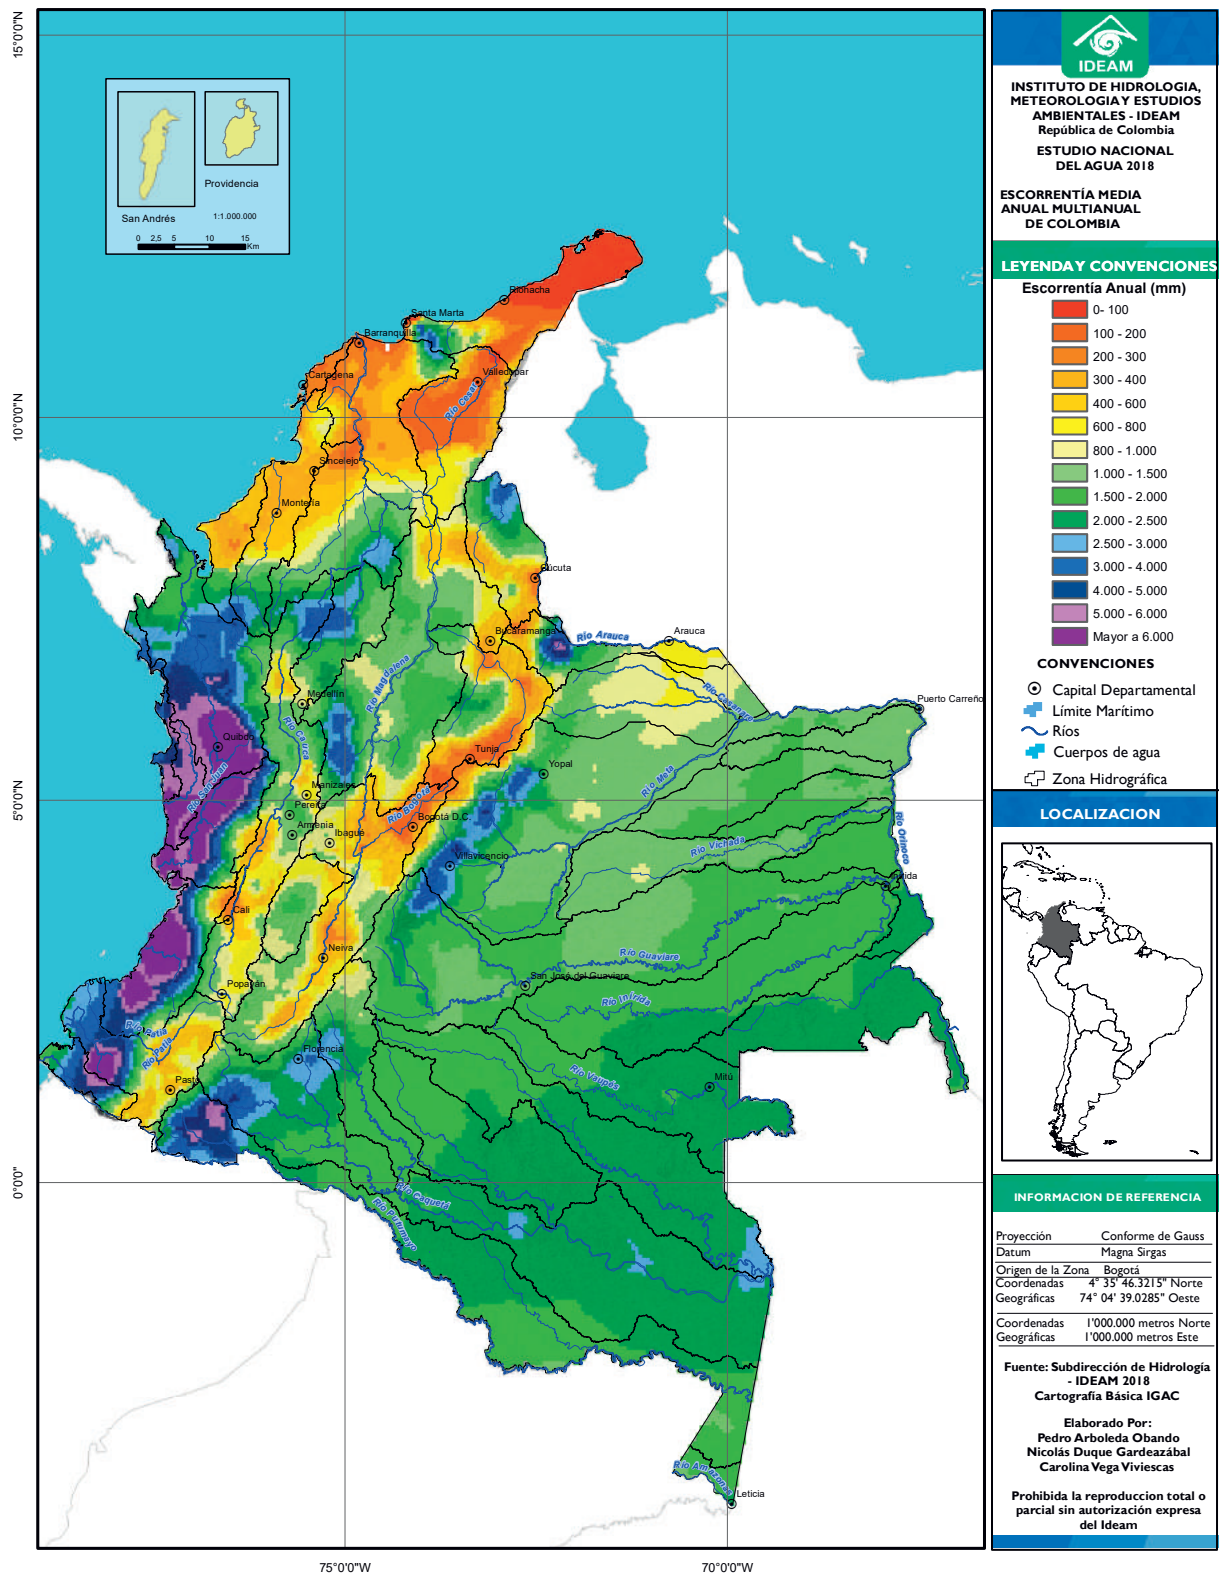 15°0'0"N
10°0'0"N
5°0'0"N
0°0'0"
75°0'0"W
70°0'0"W
San Andrés
Providencia
1:1.000.000
0 2,5 5 10 15
Km
Riohacha
Santa Marta
Barranquilla
Cartagena
Valledupar
Río Cesar
Sincelejo
Montería
Cúcuta
Bucaramanga
Río Arauca
Arauca
Río Casanare
Puerto Carreño
Río Magdalena
Medellín
Río Cauca
Quibdó
Río San Juan
Tunja
Yopal
Río Meta
Manizales
Pereira
Armenia
Ibagué
Río Bogotá
Bogotá D.C.
Villavicencio
Río Vichada
Río Orinoco
Inírida
Cali
Neiva
Río Guaviare
San José del Guaviare
Río Inírida
Popayán
Río Patía
Río Patía
Florencia
Pasto
Río Vaupés
Mitú
Río Caquetá
Río Putumayo
Río Amazonas
Leticia
IDEAM
INSTITUTO DE HIDROLOGIA,
METEOROLOGIA Y ESTUDIOS
AMBIENTALES - IDEAM
República de Colombia
ESTUDIO NACIONAL
DEL AGUA 2018
ESCORRENTÍA MEDIA
ANUAL MULTIANUAL
DE COLOMBIA
LEYENDA Y CONVENCIONES
Escorrentía Anual (mm)
0- 100
100 - 200
200 - 300
300 - 400
400 - 600
600 - 800
800 - 1.000
1.000 - 1.500
1.500 - 2.000
2.000 - 2.500
2.500 - 3.000
3.000 - 4.000
4.000 - 5.000
5.000 - 6.000
Mayor a 6.000
CONVENCIONES
Capital Departamental
Límite Marítimo
Ríos
Cuerpos de agua
Zona Hidrográfica
LOCALIZACION
INFORMACION DE REFERENCIA
Proyección Conforme de Gauss
Datum Magna Sirgas
Origen de la Zona Bogotá
Coordenadas 4° 35' 46.3215" Norte
Geográficas 74° 04' 39.0285" Oeste
Coordenadas 1'000.000 metros Norte
Geográficas 1'000.000 metros Este
Fuente: Subdirección de Hidrología
- IDEAM 2018
Cartografía Básica IGAC
Elaborado Por:
Pedro Arboleda Obando
Nicolás Duque Gardeazábal
Carolina Vega Viviescas
Prohibida la reproduccion total o
parcial sin autorización expresa
del Ideam